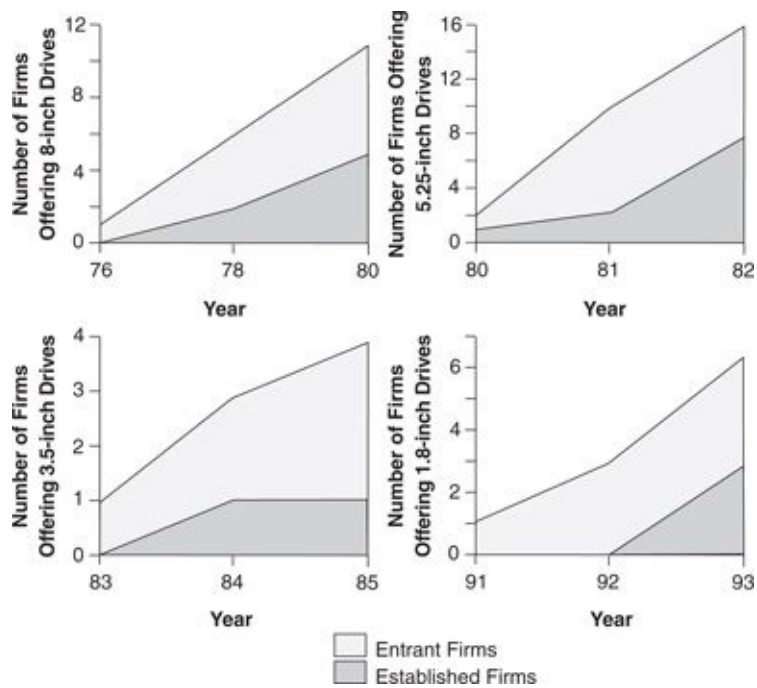 Number of Firms
Offering 8-inch Drives
12
8
4
0
76
78
80
Year
Number of Firms Offering
5.25-inch Drives
16
12
8
4
0
80
81
82
Year
Number of Firms
Offering 3.5-inch Drives
4
3
2
1
0
83
84
85
Year
Number of Firms
Offering 1.8-inch Drives
6
4
2
0
91
92
93
Year
Entrant Firms
Established Firms